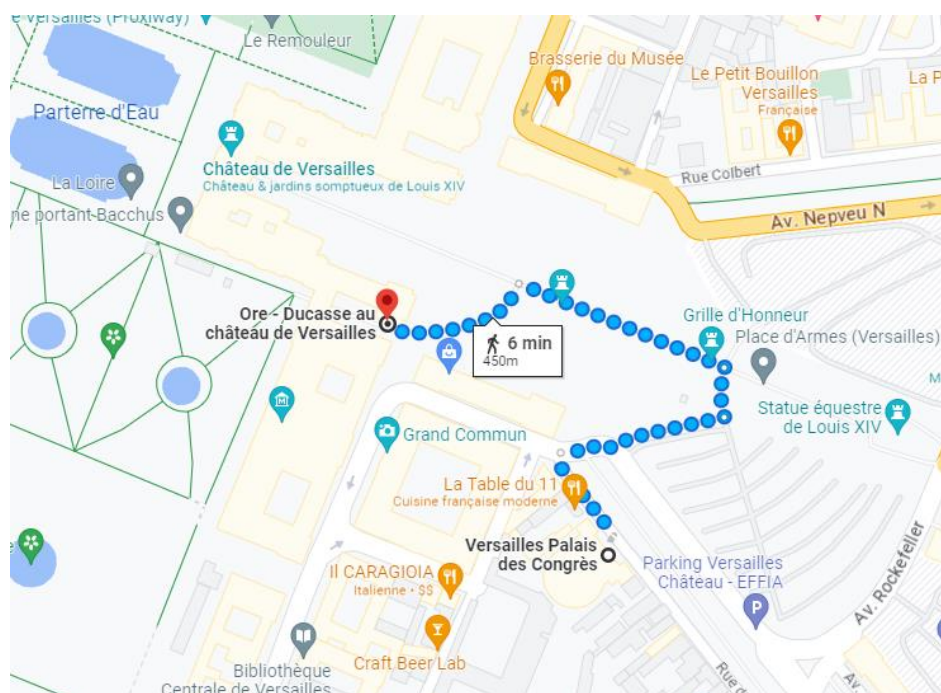 e Versailles (Proxiway)
Le Remouleur
Brasserie du Musée
Le Petit Bouillon
Versailles
Française
La P
Parterre d'Eau
Château de Versailles
Château & jardins somptueux de Louis XIV
La Loire
ne portant Bacchus
Rue Colbert
Av. Nepveu N
Ore - Ducasse au
château de Versailles
6 min
450m
Grille d'Honneur
Place d'Armes (Versailles)
M
Statue équestre
de Louis XIV
Grand Commun
La Table du 11
Cuisine française moderne
Versailles Palais
des Congrès
Parking Versailles
Château - EFFIA
P
Av. Rockefeller
Il CARAGIOIA
Italienne • $$
Craft Beer Lab
Bibliothèque
Centrale de Versailles
Rue d
Av